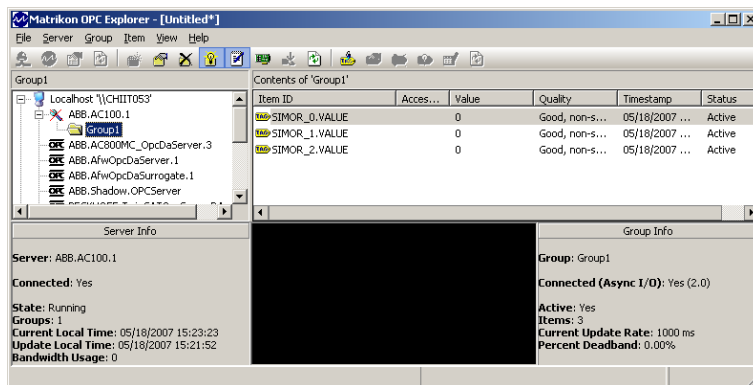 Matrikon OPC Explorer - [Untitled*]
File Server Group Item View Help
Group1
Contents of 'Group1'
Localhost '\\CHIIT053'
ABB.AC100.1
Group1
ABB.AC800MC_OpcDaServer.3
ABB.AfwOpcDaServer.1
ABB.AfwOpcDaSurrogate.1
ABB.Shadow.OPCServer
Item ID Acces... Value Quality Timestamp Status
TAG SIMOR_0.VALUE 0 Good, non-s... 05/18/2007 ... Active
TAG SIMOR_1.VALUE 0 Good, non-s... 05/18/2007 ... Active
TAG SIMOR_2.VALUE 0 Good, non-s... 05/18/2007 ... Active
Server Info
Server: ABB.AC100.1
Connected: Yes
State: Running
Groups: 1
Current Local Time: 05/18/2007 15:23:23
Update Local Time: 05/18/2007 15:21:52
Bandwidth Usage: 0
Group Info
Group: Group1
Connected (Async I/O): Yes (2.0)
Active: Yes
Items: 3
Current Update Rate: 1000 ms
Percent Deadband: 0.00%